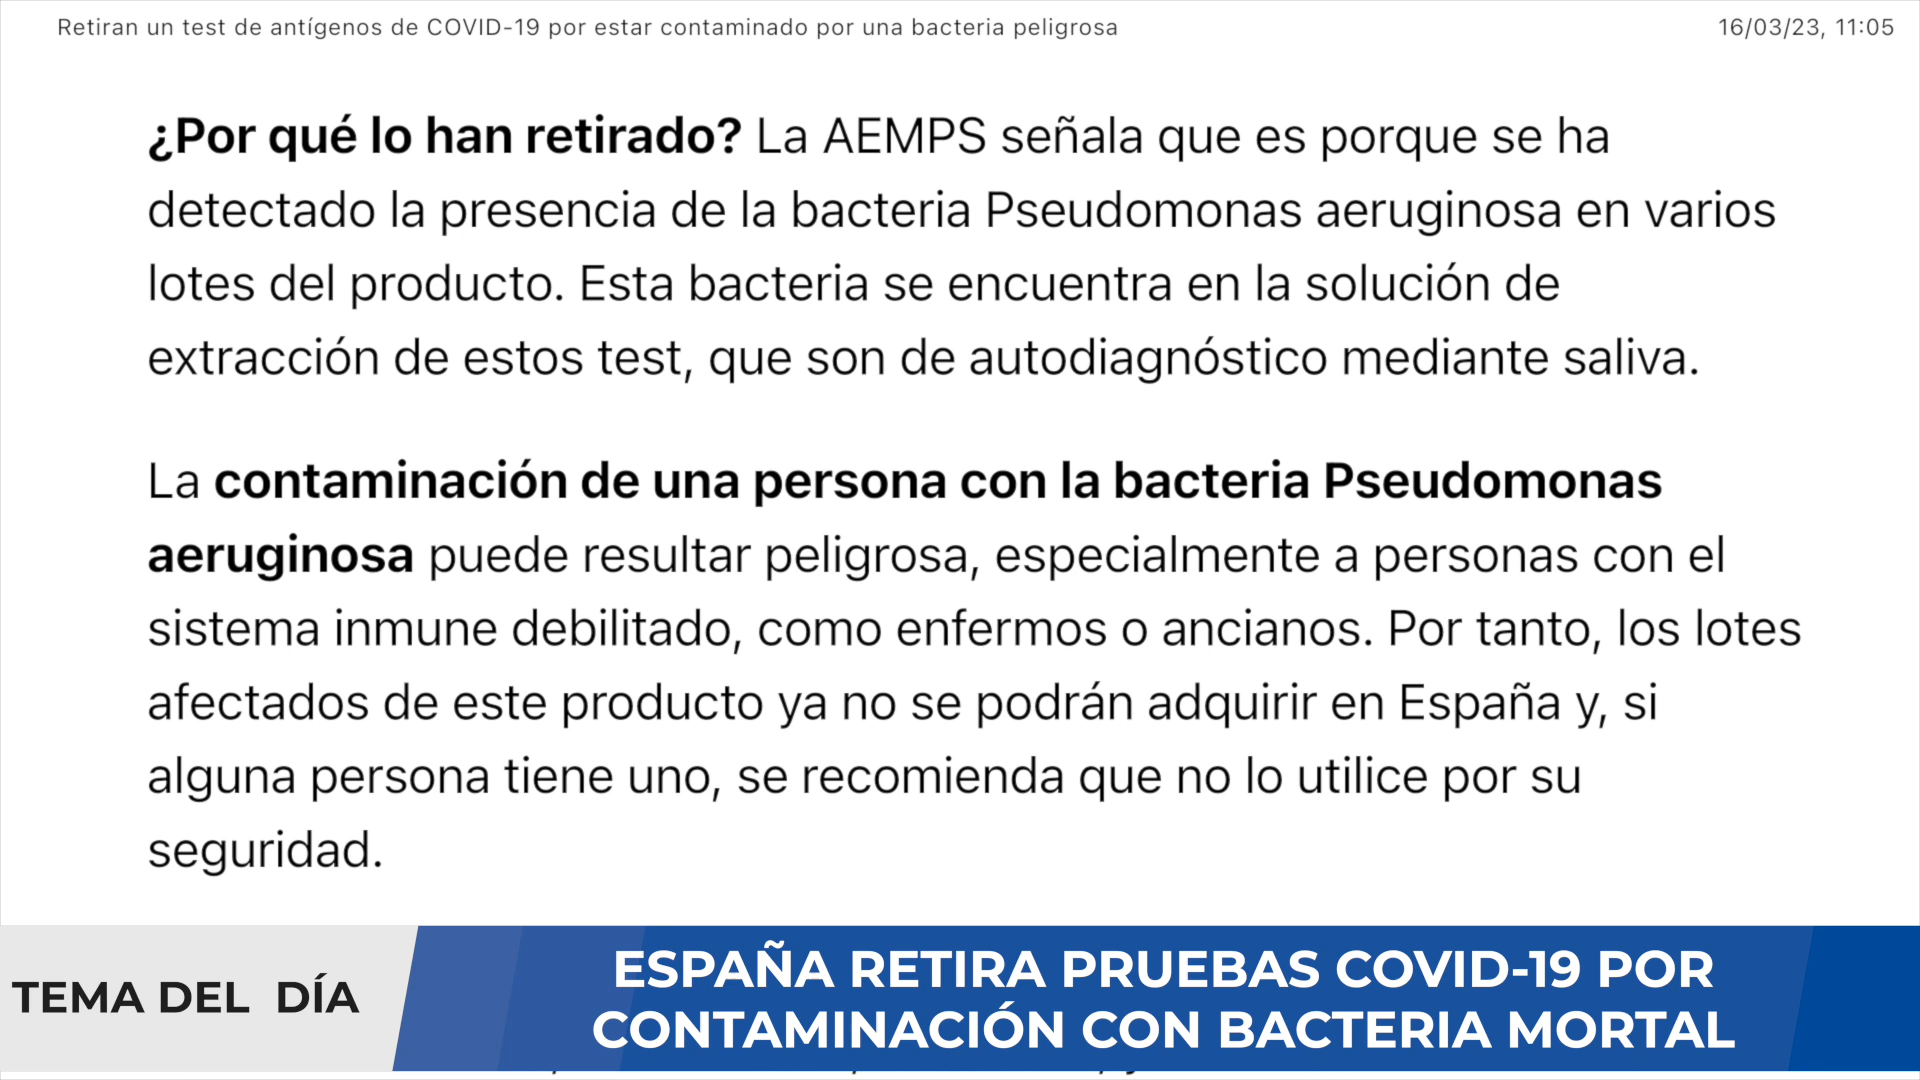 Retiran un test de antígenos de COVID-19 por estar contaminado por una bacteria peligrosa
16/03/23, 11:05
¿Por qué lo han retirado? La AEMPS señala que es porque se ha
detectado la presencia de la bacteria Pseudomonas aeruginosa en varios
lotes del producto. Esta bacteria se encuentra en la solución de
extracción de estos test, que son de autodiagnóstico mediante saliva.
La contaminación de una persona con la bacteria Pseudomonas
aeruginosa puede resultar peligrosa, especialmente a personas con el
sistema inmune debilitado, como enfermos o ancianos. Por tanto, los lotes
afectados de este producto ya no se podrán adquirir en España y, si
alguna persona tiene uno, se recomienda que no lo utilice por su
seguridad.
TEMA DEL DÍA
ESPAÑA RETIRA PRUEBAS COVID-19 POR
CONTAMINACIÓN CON BACTERIA MORTAL